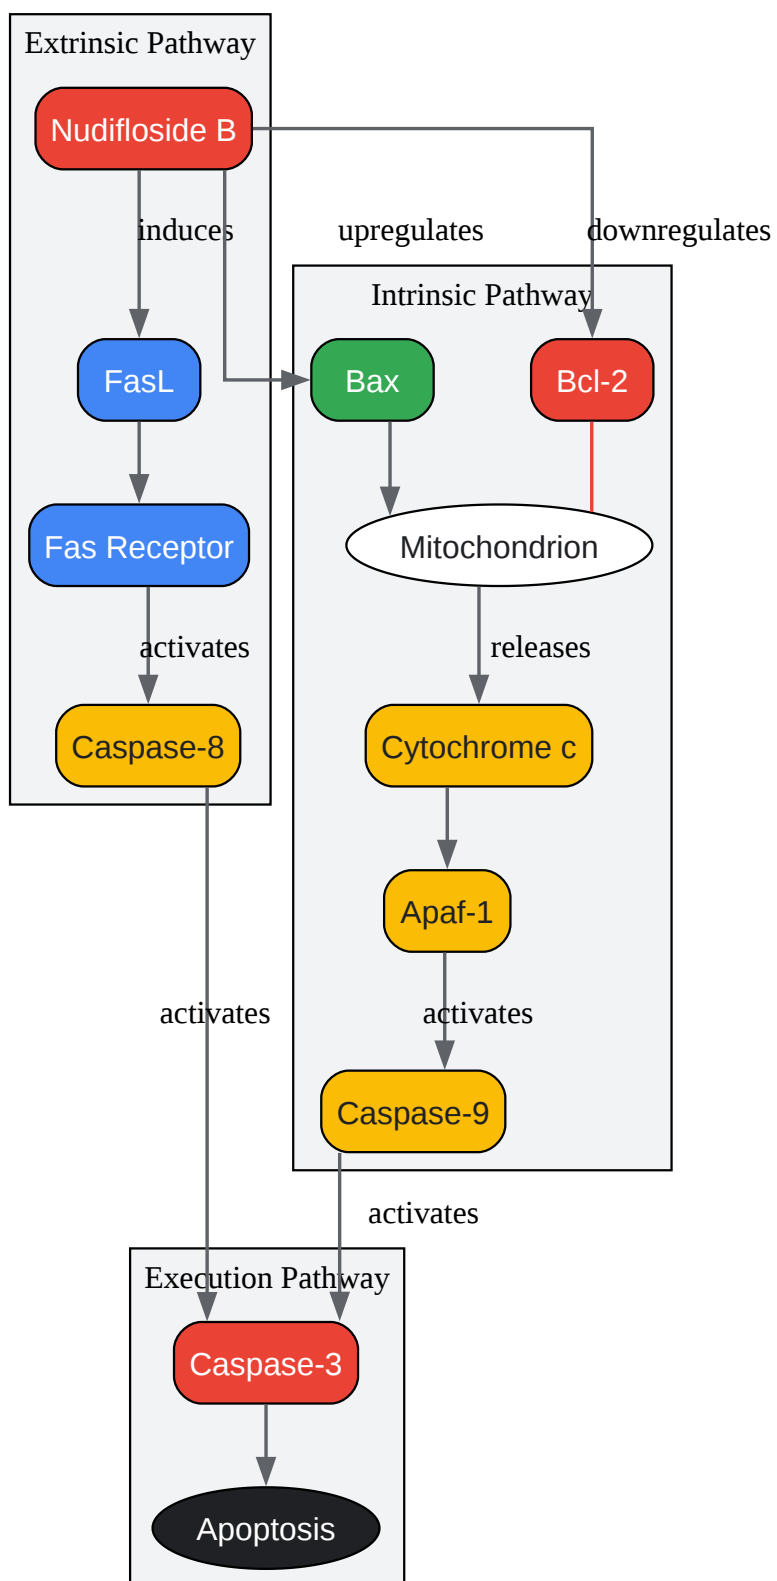 Extrinsic Pathway
Nudifloside B
induces
upregulates
downregulates
Intrinsic Pathway
FasL
Bax
Bcl-2
Fas Receptor
Mitochondrion
activates
releases
Caspase-8
Cytochrome c
Apaf-1
activates
activates
Caspase-9
activates
Execution Pathway
Caspase-3
Apoptosis